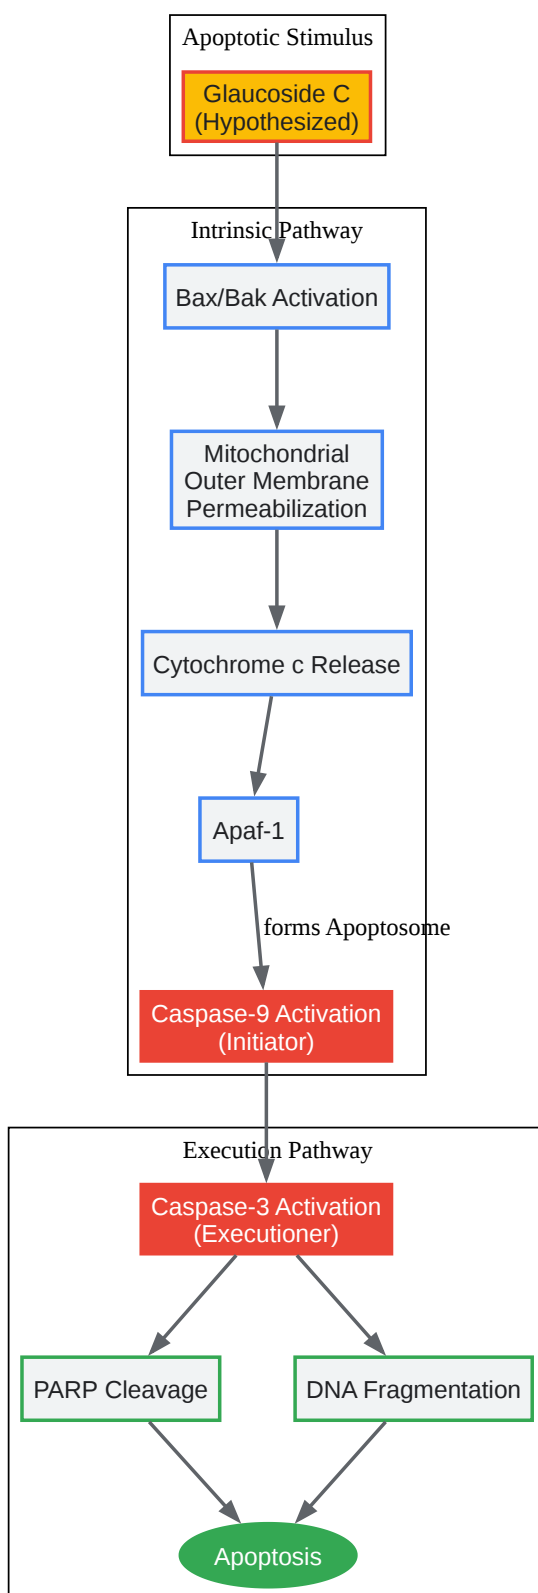 Apoptotic Stimulus
Glaucoside C
(Hypothesized)
Intrinsic Pathway
Bax/Bak Activation
Mitochondrial
Outer Membrane
Permeabilization
Cytochrome c Release
Apaf-1
forms Apoptosome
Caspase-9 Activation
(Initiator)
Execution Pathway
Caspase-3 Activation
(Executioner)
PARP Cleavage
DNA Fragmentation
Apoptosis